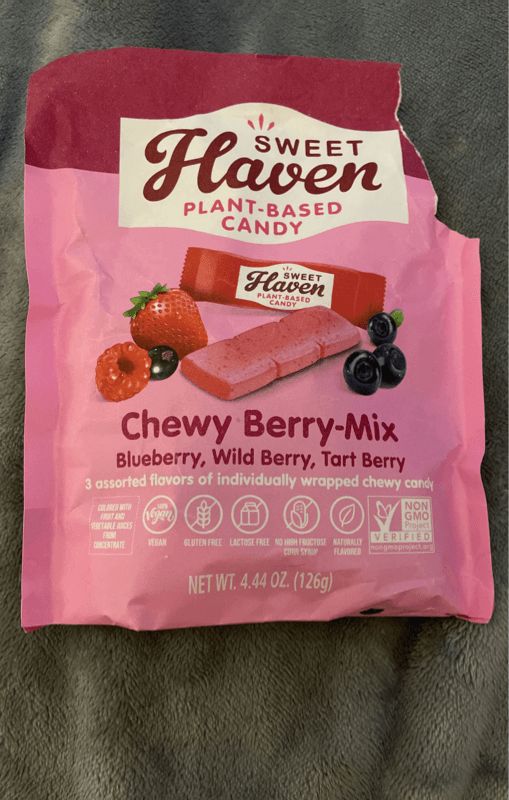 SWEET
Haven
PLANT-BASED
CANDY
SWEET
Haven
PLANT-BASED
CANDY
Chewy Berry-Mix
Blueberry, Wild Berry, Tart Berry
3 assorted flavors of individually wrapped chewy candy
COLORED WITH
FRUIT AND
VEGETABLE JUICES
FROM
CONCENTRATE
100%
Vegan
VEGAN
GLUTEN FREE
LACTOSE FREE
NO HIGH FRUCTOSE
CORN SYRUP
NATURALLY
FLAVORED
NON
GMO
Project
VERIFIED
nongmoproject.org
NET WT. 4.44 OZ. (126g)